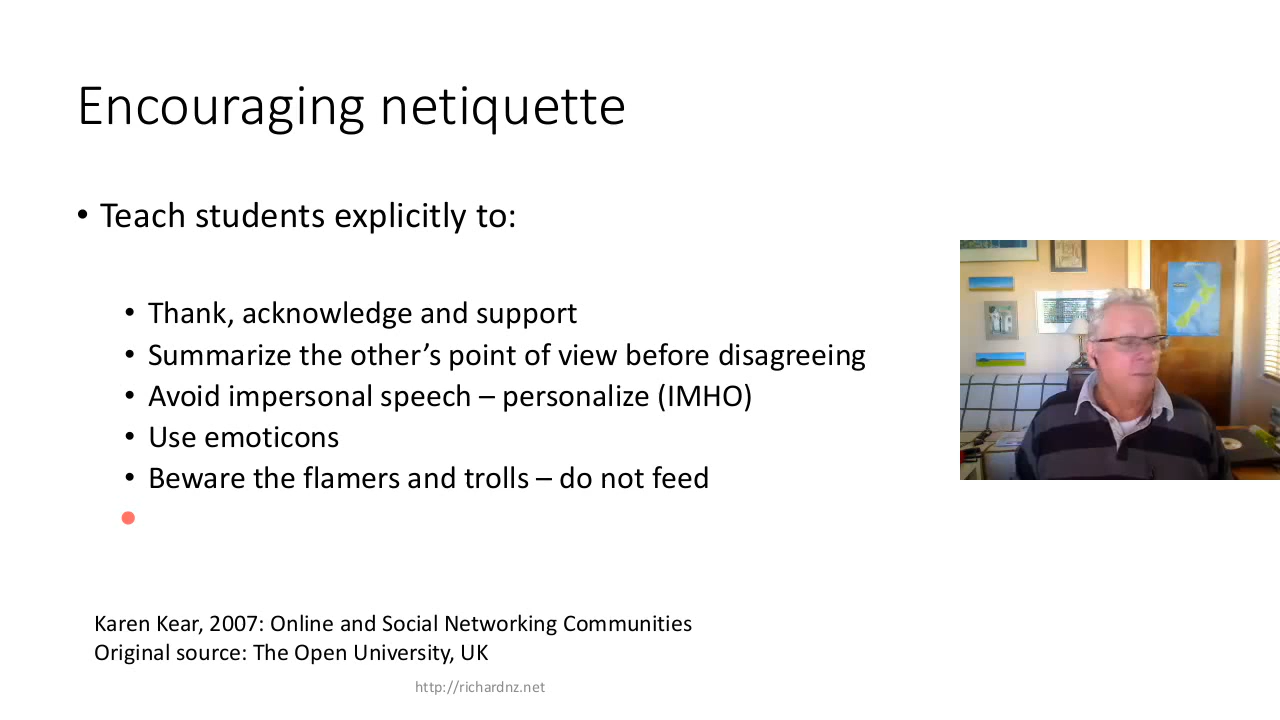 Encouraging netiquette
• Teach students explicitly to:
• Thank, acknowledge and support
• Summarize the other’s point of view before disagreeing
• Avoid impersonal speech – personalize (IMHO)
• Use emoticons
• Beware the flamers and trolls – do not feed
Karen Kear, 2007: Online and Social Networking Communities
Original source: The Open University, UK
http://richardnz.net